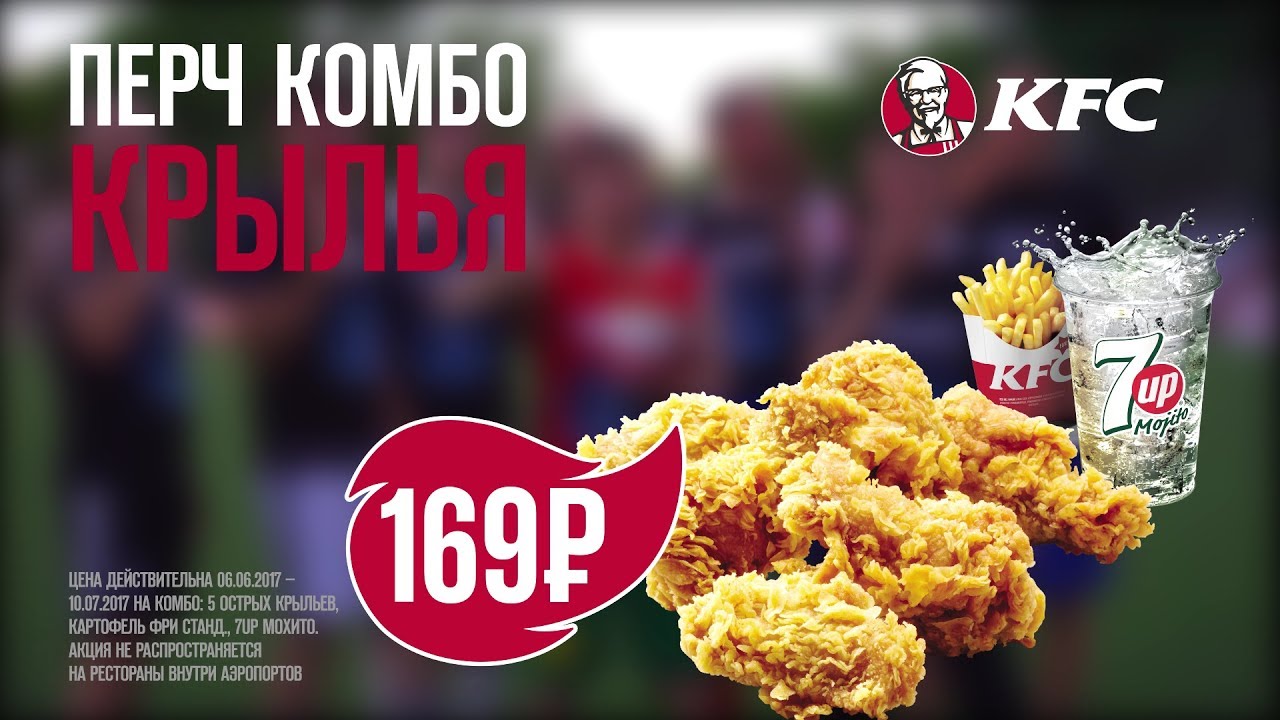 ПЕРЧ КОМБО
КРЫЛЬЯ
KFC
KFC
7up
Mojito
169₽
ЦЕНА ДЕЙСТВИТЕЛЬНА 06.06.2017 –
10.07.2017 НА КОМБО: 5 ОСТРЫХ КРЫЛЬЕВ,
КАРТОФЕЛЬ ФРИ СТАНД., 7UP МОХИТО.
АКЦИЯ НЕ РАСПРОСТРАНЯЕТСЯ
НА РЕСТОРАНЫ ВНУТРИ АЭРОПОРТОВ